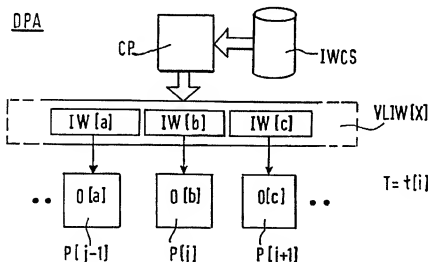 DPA
CP
IWCS
VLIW[X]
IW[a] IW[b] IW[c]
O[a] O[b] O[c]
T=t[i]
P[j-1] P[j] P[j+1]